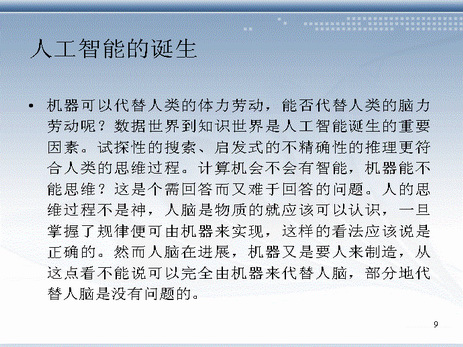 人工智能的诞生
• 机器可以代替人类的体力劳动，能否代替人类的脑力
劳动呢？数据世界到知识世界是人工智能诞生的重要
因素。试探性的搜索、启发式的不精确性的推理更符
合人类的思维过程。计算机会不会有智能，机器能不
能思维？这是个需回答而又难于回答的问题。人的思
维过程不是神，人脑是物质的就应该可以认识，一旦
掌握了规律便可由机器来实现，这样的看法应该说是
正确的。然而人脑在进展，机器又是要人来制造，从
这点看不能说可以完全由机器来代替人脑，部分地代
替人脑是没有问题的。
9